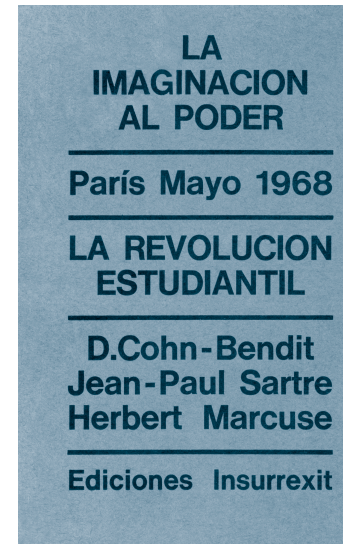 LA
IMAGINACION
AL PODER
París Mayo 1968
LA REVOLUCION
ESTUDIANTIL
D.Cohn-Bendit
Jean-Paul Sartre
Herbert Marcuse
Ediciones Insurrexit